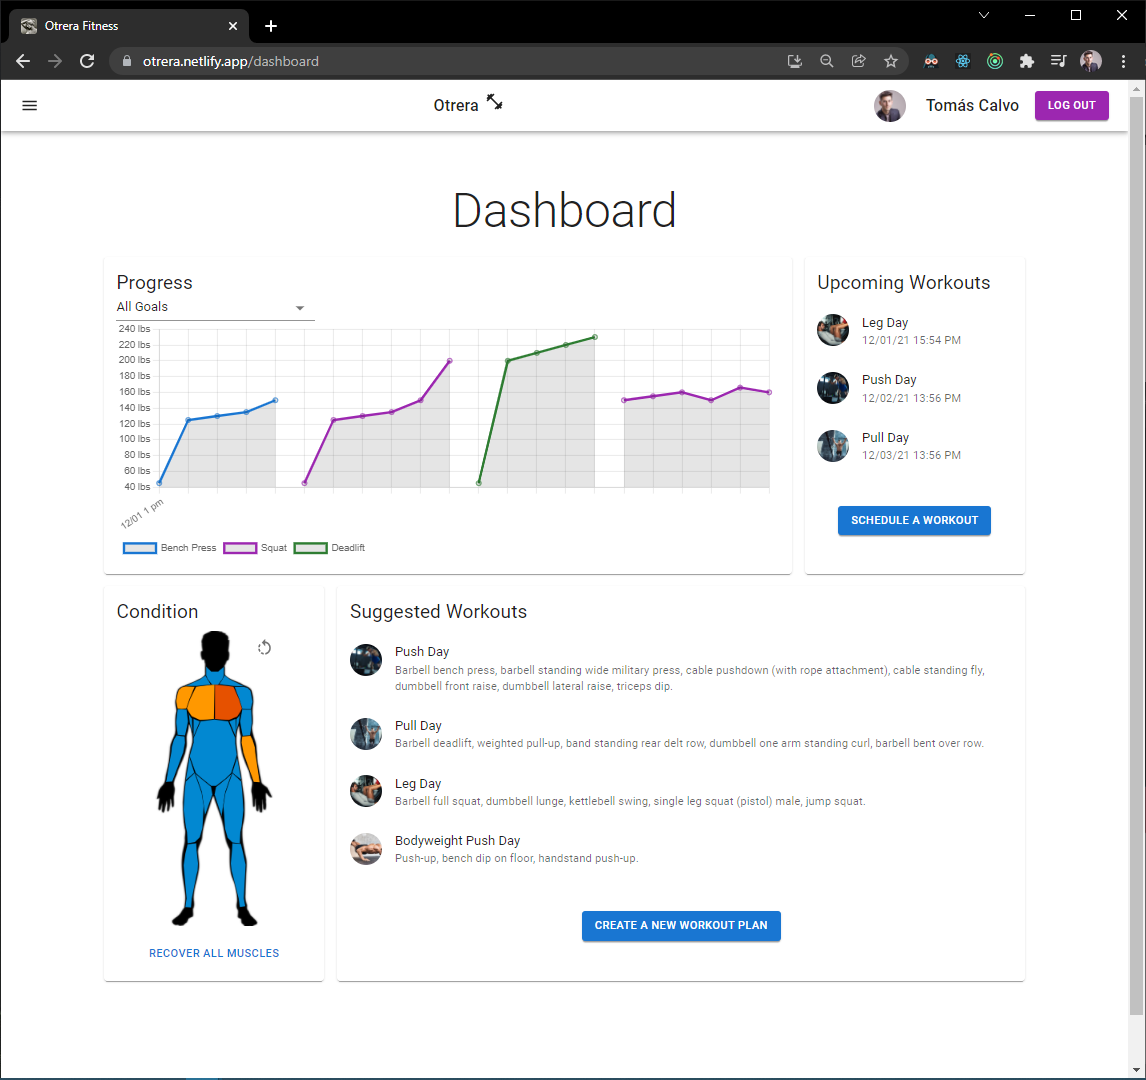 Otrera Fitness
otrera.netlify.app/dashboard
Otrera
Tomás Calvo
LOG OUT
Dashboard
Progress
All Goals
240 lbs
220 lbs
200 lbs
180 lbs
160 lbs
140 lbs
120 lbs
100 lbs
80 lbs
60 lbs
40 lbs
12/01 1 pm
Bench Press Squat Deadlift
Upcoming Workouts
Leg Day
12/01/21 15:54 PM
Push Day
12/02/21 13:56 PM
Pull Day
12/03/21 13:56 PM
SCHEDULE A WORKOUT
Condition
RECOVER ALL MUSCLES
Suggested Workouts
Push Day
Barbell bench press, barbell standing wide military press, cable pushdown (with rope attachment), cable standing fly,
dumbbell front raise, dumbbell lateral raise, triceps dip.
Pull Day
Barbell deadlift, weighted pull-up, band standing rear delt row, dumbbell one arm standing curl, barbell bent over row.
Leg Day
Barbell full squat, dumbbell lunge, kettlebell swing, single leg squat (pistol) male, jump squat.
Bodyweight Push Day
Push-up, bench dip on floor, handstand push-up.
CREATE A NEW WORKOUT PLAN